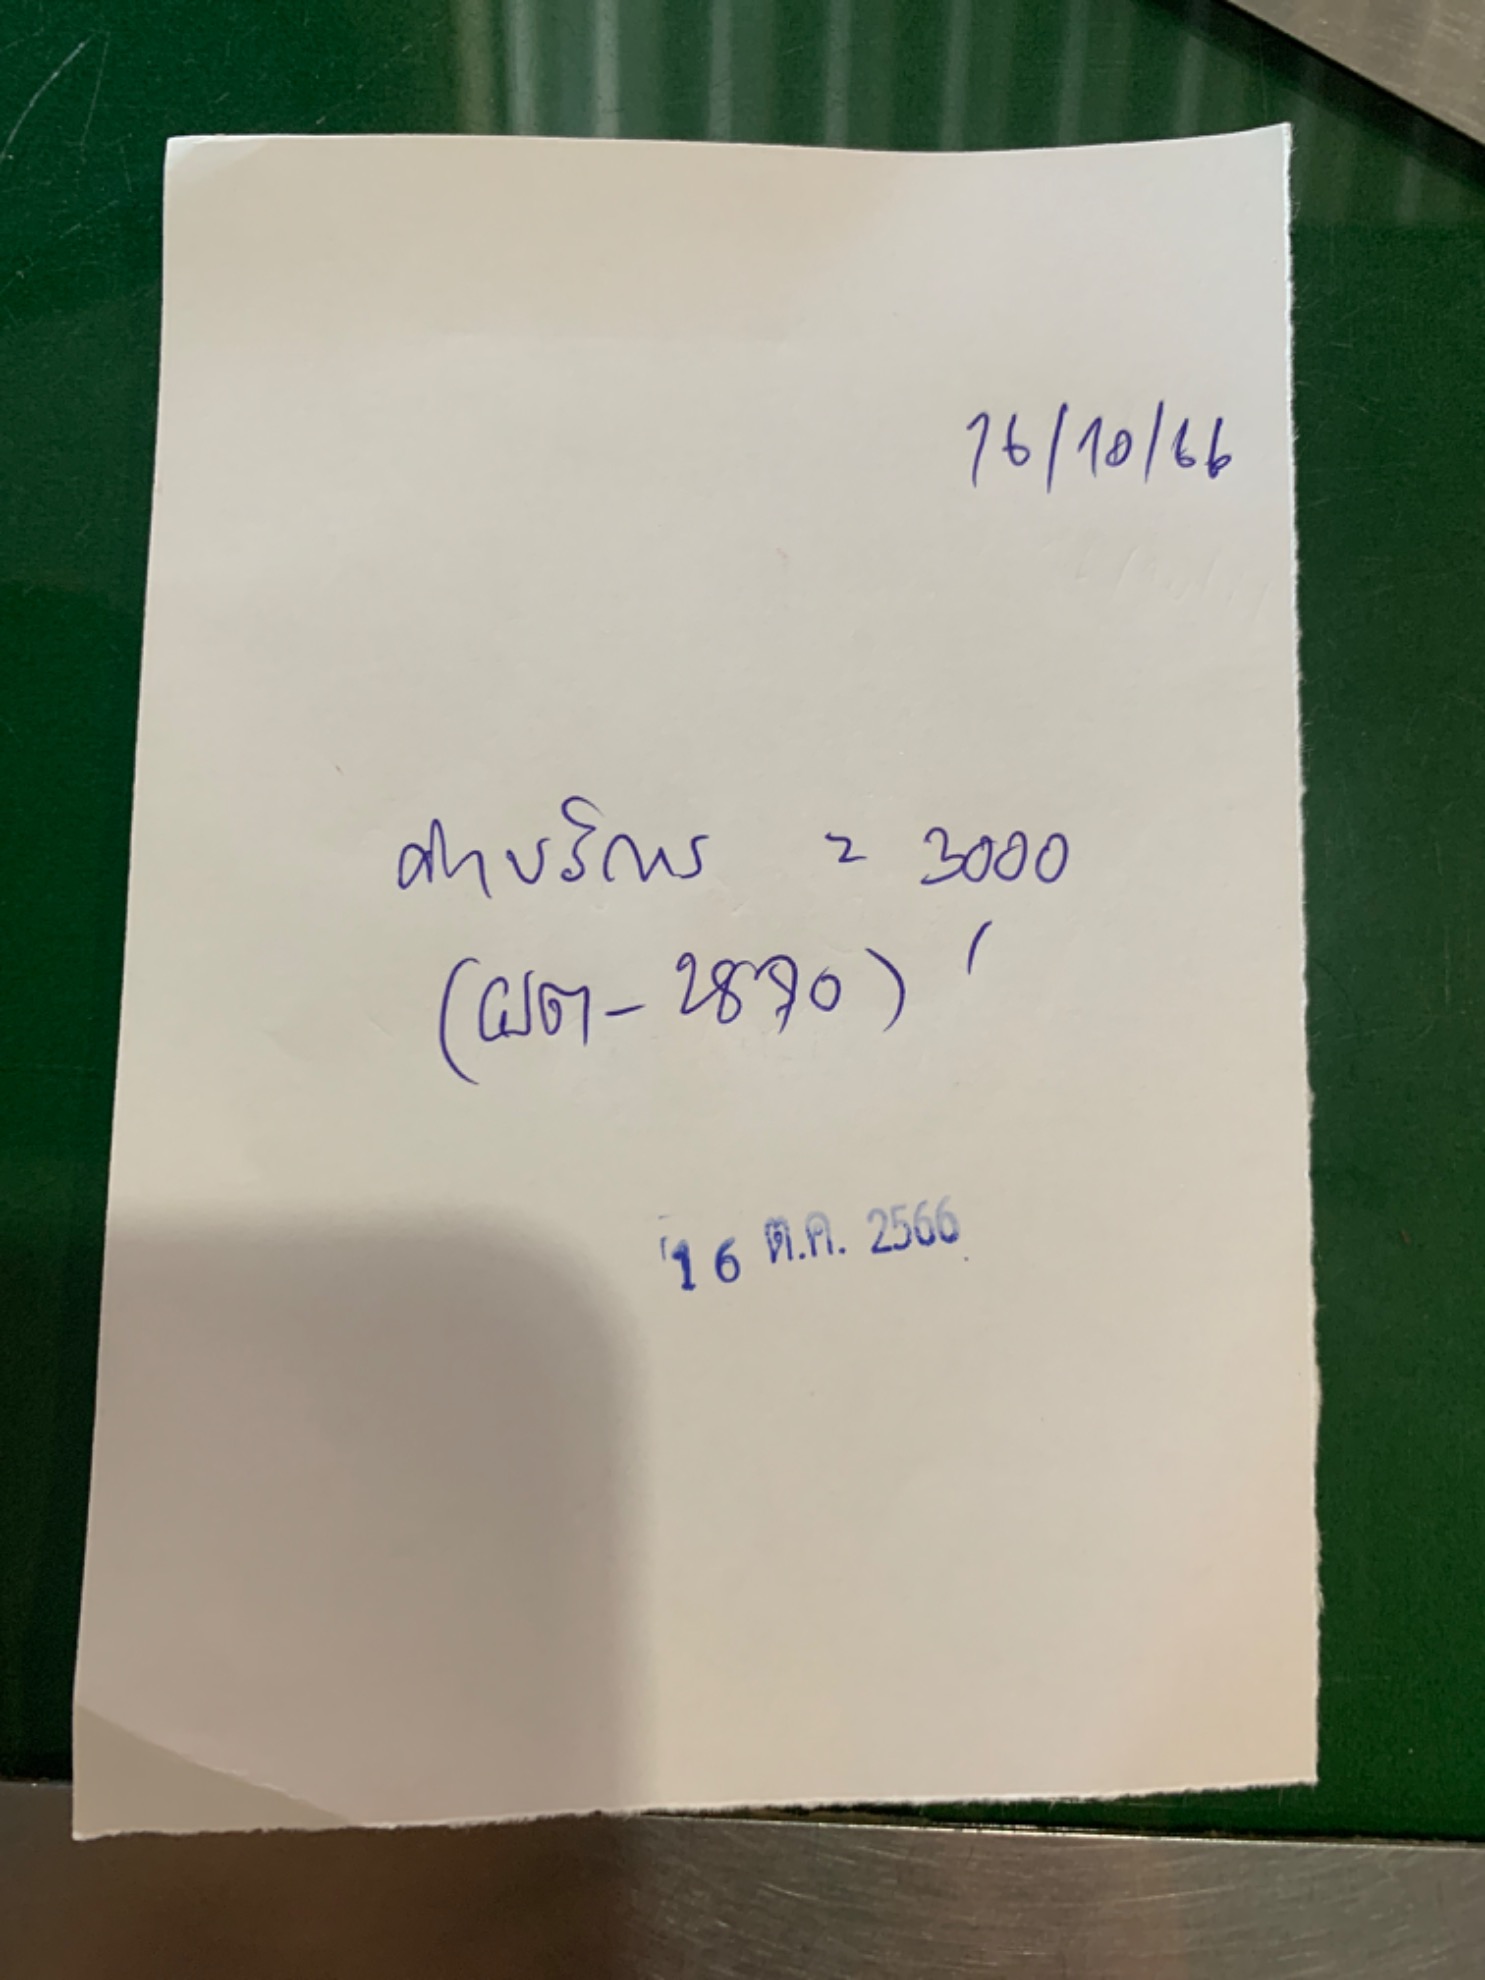 16/10/66
ค่าบริการ = 3000
(ผต - 2870)
16 ต.ค. 2566